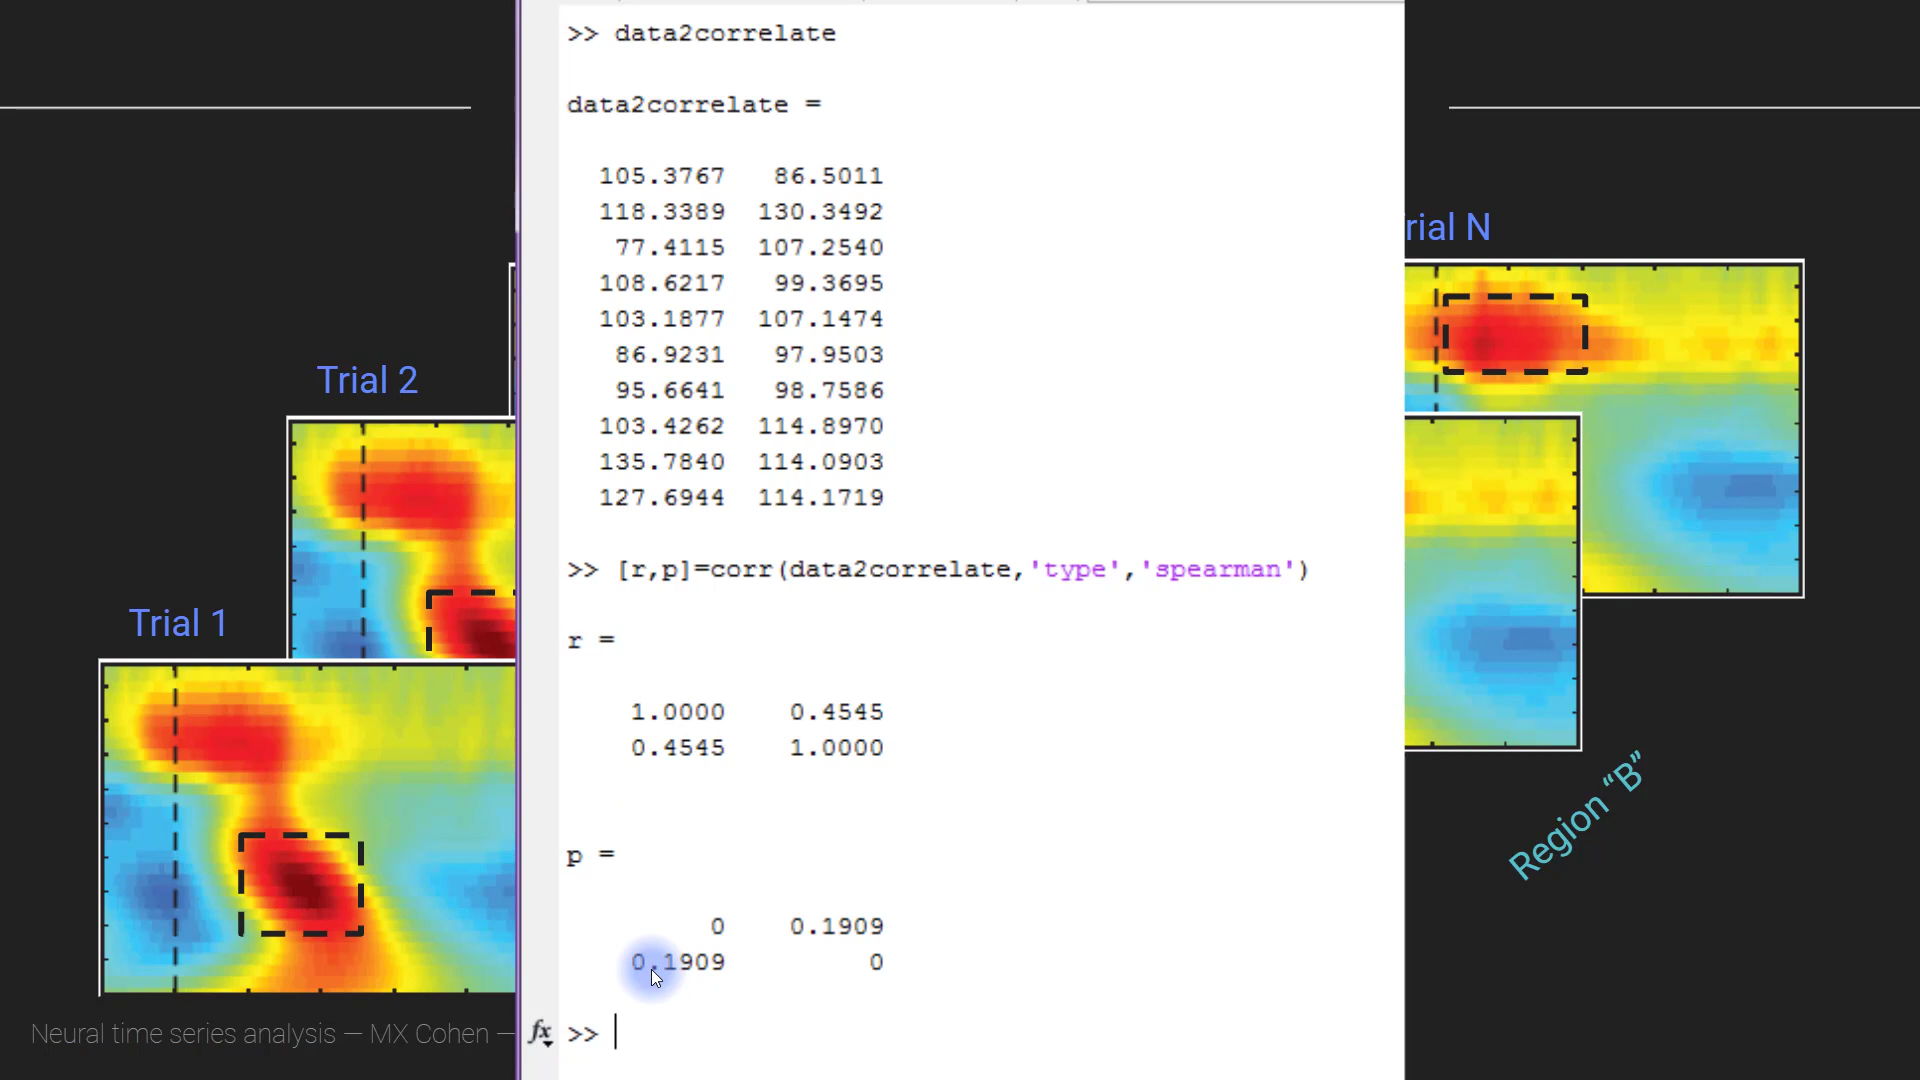 >> data2correlate
data2correlate =
105.3767 86.5011
118.3389 130.3492
77.4115 107.2540
108.6217 99.3695
103.1877 107.1474
86.9231 97.9503
95.6641 98.7586
103.4262 114.8970
135.7840 114.0903
127.6944 114.1719
>> [r,p]=corr(data2correlate,'type','spearman')
r =
1.0000 0.4545
0.4545 1.0000
p =
0 0.1909
0.1909 0
fx >>
Trial 2
Trial 1
rial N
Region “B”
Neural time series analysis — MX Cohen —